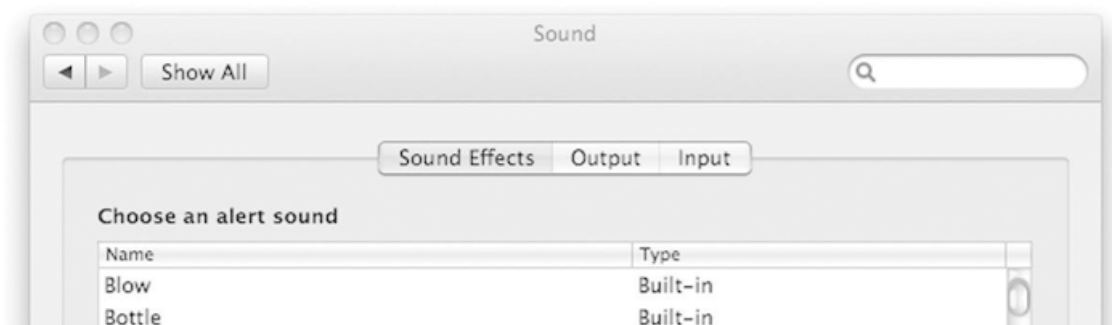 Sound
Show All
Sound Effects Output Input
Choose an alert sound
Name Type
Blow Built-in
Bottle Built-in